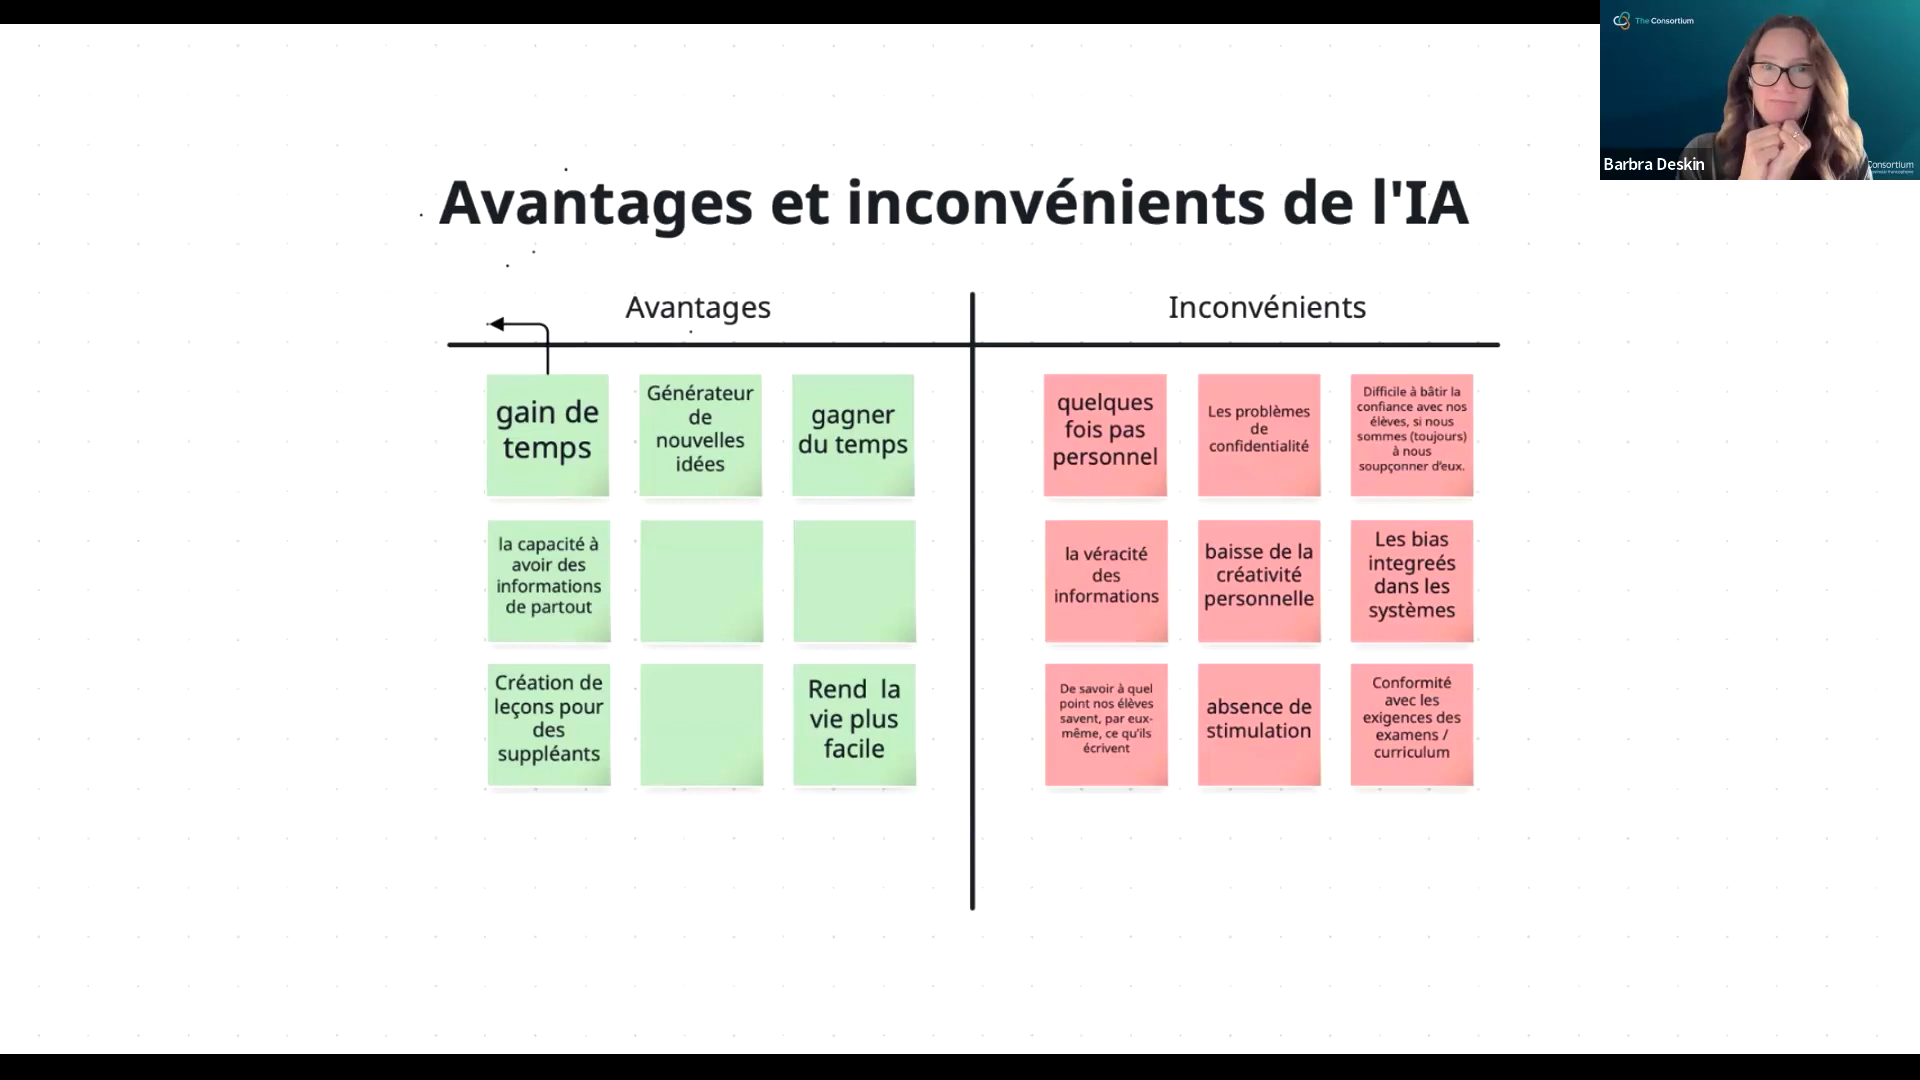 The Consortium
Barbra Deskin
Consortium
Avantages et inconvénients de l'IA
Avantages
Inconvénients
gain de
temps
Générateur
de
nouvelles
idées
gagner
du temps
quelques
fois pas
personnel
Les problèmes
de
confidentialité
Difficile à bâtir la
confiance avec nos
élèves, si nous
sommes (toujours)
à nous
soupçonner d'eux.
la capacité à
avoir des
informations
de partout
la véracité
des
informations
baisse de la
créativité
personnelle
Les bias
integreés
dans les
systèmes
Création de
leçons pour
des
suppléants
Rend la
vie plus
facile
De savoir à quel
point nos élèves
savent, par eux-
même, ce qu'ils
écrivent
absence de
stimulation
Conformité
avec les
exigences des
examens /
curriculum